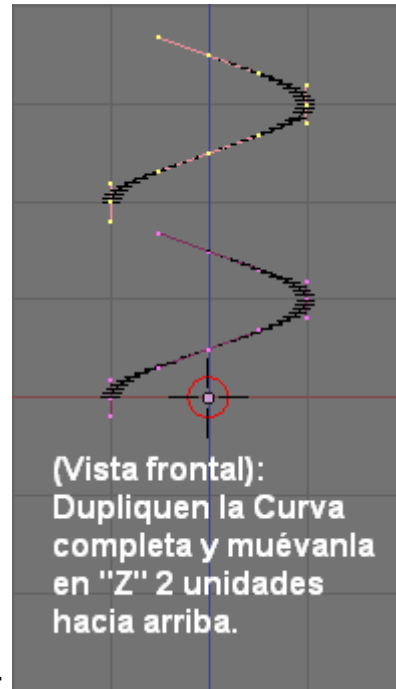 (Vista frontal):
Dupliquen la Curva
completa y muévanla
en "Z" 2 unidades
hacia arriba.